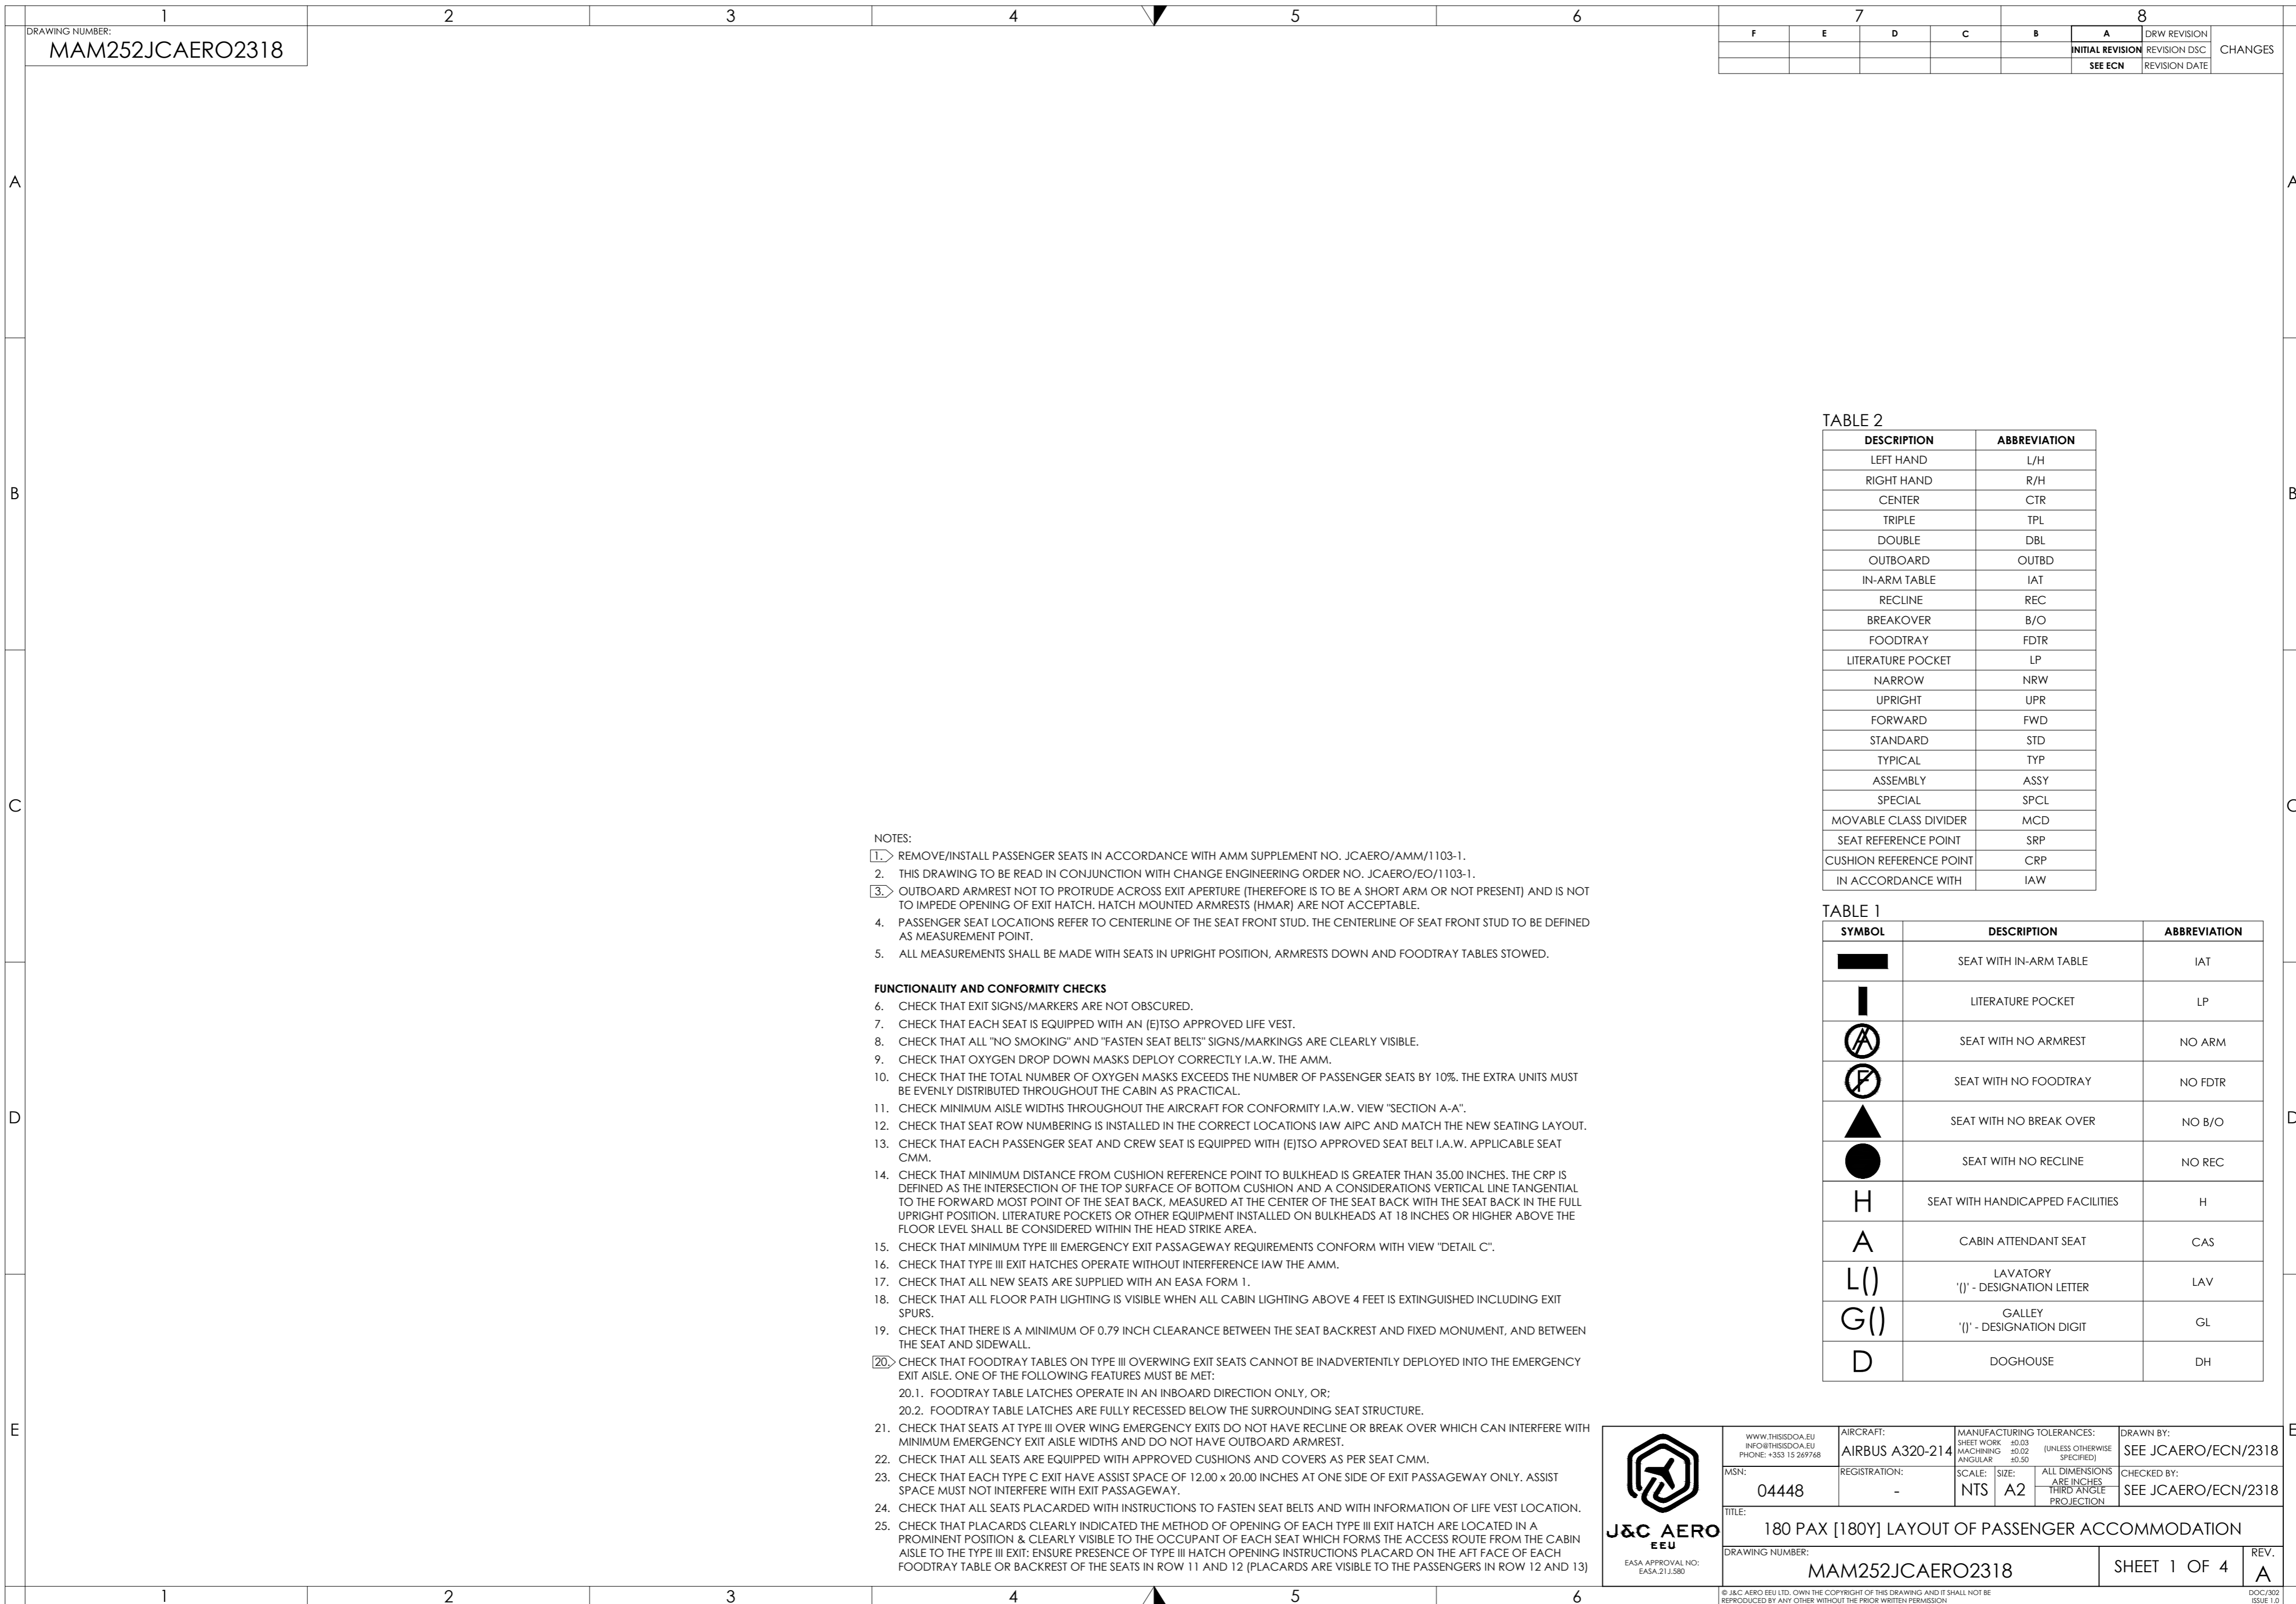 1 2 3 4 5 6 7 8
DRAWING NUMBER:
MAM252JCAERO2318
F E D C B A DRW REVISION
INITIAL REVISION REVISION DSC CHANGES
SEE ECN REVISION DATE
A A
B B
C C
D D
E E
TABLE 2
DESCRIPTION ABBREVIATION
LEFT HAND L/H
RIGHT HAND R/H
CENTER CTR
TRIPLE TPL
DOUBLE DBL
OUTBOARD OUTBD
IN-ARM TABLE IAT
RECLINE REC
BREAKOVER B/O
FOODTRAY FDTR
LITERATURE POCKET LP
NARROW NRW
UPRIGHT UPR
FORWARD FWD
STANDARD STD
TYPICAL TYP
ASSEMBLY ASSY
SPECIAL SPCL
MOVABLE CLASS DIVIDER MCD
SEAT REFERENCE POINT SRP
CUSHION REFERENCE POINT CRP
IN ACCORDANCE WITH IAW
TABLE 1
SYMBOL DESCRIPTION ABBREVIATION
SEAT WITH IN-ARM TABLE IAT
LITERATURE POCKET LP
A SEAT WITH NO ARMREST NO ARM
F SEAT WITH NO FOODTRAY NO FDTR
SEAT WITH NO BREAK OVER NO B/O
SEAT WITH NO RECLINE NO REC
H SEAT WITH HANDICAPPED FACILITIES H
A CABIN ATTENDANT SEAT CAS
L() LAVATORY LAV
'()' - DESIGNATION LETTER
G() GALLEY GL
'()' - DESIGNATION DIGIT
D DOGHOUSE DH
NOTES:
1. REMOVE/INSTALL PASSENGER SEATS IN ACCORDANCE WITH AMM SUPPLEMENT NO. JCAERO/AMM/1103-1.
2. THIS DRAWING TO BE READ IN CONJUNCTION WITH CHANGE ENGINEERING ORDER NO. JCAERO/EO/1103-1.
3. OUTBOARD ARMREST NOT TO PROTRUDE ACROSS EXIT APERTURE (THEREFORE IS TO BE A SHORT ARM OR NOT PRESENT) AND IS NOT
TO IMPEDE OPENING OF EXIT HATCH. HATCH MOUNTED ARMRESTS (HMAR) ARE NOT ACCEPTABLE.
4. PASSENGER SEAT LOCATIONS REFER TO CENTERLINE OF THE SEAT FRONT STUD. THE CENTERLINE OF SEAT FRONT STUD TO BE DEFINED
AS MEASUREMENT POINT.
5. ALL MEASUREMENTS SHALL BE MADE WITH SEATS IN UPRIGHT POSITION, ARMRESTS DOWN AND FOODTRAY TABLES STOWED.
FUNCTIONALITY AND CONFORMITY CHECKS
6. CHECK THAT EXIT SIGNS/MARKERS ARE NOT OBSCURED.
7. CHECK THAT EACH SEAT IS EQUIPPED WITH AN (E)TSO APPROVED LIFE VEST.
8. CHECK THAT ALL "NO SMOKING" AND "FASTEN SEAT BELTS" SIGNS/MARKINGS ARE CLEARLY VISIBLE.
9. CHECK THAT OXYGEN DROP DOWN MASKS DEPLOY CORRECTLY I.A.W. THE AMM.
10. CHECK THAT THE TOTAL NUMBER OF OXYGEN MASKS EXCEEDS THE NUMBER OF PASSENGER SEATS BY 10%. THE EXTRA UNITS MUST
BE EVENLY DISTRIBUTED THROUGHOUT THE CABIN AS PRACTICAL.
11. CHECK MINIMUM AISLE WIDTHS THROUGHOUT THE AIRCRAFT FOR CONFORMITY I.A.W. VIEW "SECTION A-A".
12. CHECK THAT SEAT ROW NUMBERING IS INSTALLED IN THE CORRECT LOCATIONS IAW AIPC AND MATCH THE NEW SEATING LAYOUT.
13. CHECK THAT EACH PASSENGER SEAT AND CREW SEAT IS EQUIPPED WITH (E)TSO APPROVED SEAT BELT I.A.W. APPLICABLE SEAT
CMM.
14. CHECK THAT MINIMUM DISTANCE FROM CUSHION REFERENCE POINT TO BULKHEAD IS GREATER THAN 35.00 INCHES. THE CRP IS
DEFINED AS THE INTERSECTION OF THE TOP SURFACE OF BOTTOM CUSHION AND A CONSIDERATIONS VERTICAL LINE TANGENTIAL
TO THE FORWARD MOST POINT OF THE SEAT BACK, MEASURED AT THE CENTER OF THE SEAT BACK WITH THE SEAT BACK IN THE FULL
UPRIGHT POSITION. LITERATURE POCKETS OR OTHER EQUIPMENT INSTALLED ON BULKHEADS AT 18 INCHES OR HIGHER ABOVE THE
FLOOR LEVEL SHALL BE CONSIDERED WITHIN THE HEAD STRIKE AREA.
15. CHECK THAT MINIMUM TYPE III EMERGENCY EXIT PASSAGEWAY REQUIREMENTS CONFORM WITH VIEW "DETAIL C".
16. CHECK THAT TYPE III EXIT HATCHES OPERATE WITHOUT INTERFERENCE IAW THE AMM.
17. CHECK THAT ALL NEW SEATS ARE SUPPLIED WITH AN EASA FORM 1.
18. CHECK THAT ALL FLOOR PATH LIGHTING IS VISIBLE WHEN ALL CABIN LIGHTING ABOVE 4 FEET IS EXTINGUISHED INCLUDING EXIT
SPURS.
19. CHECK THAT THERE IS A MINIMUM OF 0.79 INCH CLEARANCE BETWEEN THE SEAT BACKREST AND FIXED MONUMENT, AND BETWEEN
THE SEAT AND SIDEWALL.
20. CHECK THAT FOODTRAY TABLES ON TYPE III OVERWING EXIT SEATS CANNOT BE INADVERTENTLY DEPLOYED INTO THE EMERGENCY
EXIT AISLE. ONE OF THE FOLLOWING FEATURES MUST BE MET:
20.1. FOODTRAY TABLE LATCHES OPERATE IN AN INBOARD DIRECTION ONLY, OR;
20.2. FOODTRAY TABLE LATCHES ARE FULLY RECESSED BELOW THE SURROUNDING SEAT STRUCTURE.
21. CHECK THAT SEATS AT TYPE III OVER WING EMERGENCY EXITS DO NOT HAVE RECLINE OR BREAK OVER WHICH CAN INTERFERE WITH
MINIMUM EMERGENCY EXIT AISLE WIDTHS AND DO NOT HAVE OUTBOARD ARMREST.
22. CHECK THAT ALL SEATS ARE EQUIPPED WITH APPROVED CUSHIONS AND COVERS AS PER SEAT CMM.
23. CHECK THAT EACH TYPE C EXIT HAVE ASSIST SPACE OF 12.00 x 20.00 INCHES AT ONE SIDE OF EXIT PASSAGEWAY ONLY. ASSIST
SPACE MUST NOT INTERFERE WITH EXIT PASSAGEWAY.
24. CHECK THAT ALL SEATS PLACARDED WITH INSTRUCTIONS TO FASTEN SEAT BELTS AND WITH INFORMATION OF LIFE VEST LOCATION.
25. CHECK THAT PLACARDS CLEARLY INDICATED THE METHOD OF OPENING OF EACH TYPE III EXIT HATCH ARE LOCATED IN A
PROMINENT POSITION & CLEARLY VISIBLE TO THE OCCUPANT OF EACH SEAT WHICH FORMS THE ACCESS ROUTE FROM THE CABIN
AISLE TO THE TYPE III EXIT: ENSURE PRESENCE OF TYPE III HATCH OPENING INSTRUCTIONS PLACARD ON THE AFT FACE OF EACH
FOODTRAY TABLE OR BACKREST OF THE SEATS IN ROW 11 AND 12 (PLACARDS ARE VISIBLE TO THE PASSENGERS IN ROW 12 AND 13)
J&C AERO
EEU
EASA APPROVAL NO:
EASA.21J.580
WWW.THISISDOA.EU
INFO@THISISDOA.EU
PHONE: +353 15 269768
AIRCRAFT:
AIRBUS A320-214
MANUFACTURING TOLERANCES:
SHEET WORK ±0.03
MACHINING ±0.02
ANGULAR ±0.50
(UNLESS OTHERWISE
SPECIFIED)
DRAWN BY:
SEE JCAERO/ECN/2318
MSN:
04448
REGISTRATION:
-
SCALE:
NTS
SIZE:
A2
ALL DIMENSIONS
ARE INCHES
THIRD ANGLE
PROJECTION
CHECKED BY:
SEE JCAERO/ECN/2318
TITLE:
180 PAX [180Y] LAYOUT OF PASSENGER ACCOMMODATION
DRAWING NUMBER:
MAM252JCAERO2318
SHEET 1 OF 4
REV.
A
1 2 3 4 5 6
© J&C AERO EEU LTD. OWN THE COPYRIGHT OF THIS DRAWING AND IT SHALL NOT BE
REPRODUCED BY ANY OTHER WITHOUT THE PRIOR WRITTEN PERMISSION
DOC/302
ISSUE 1.0